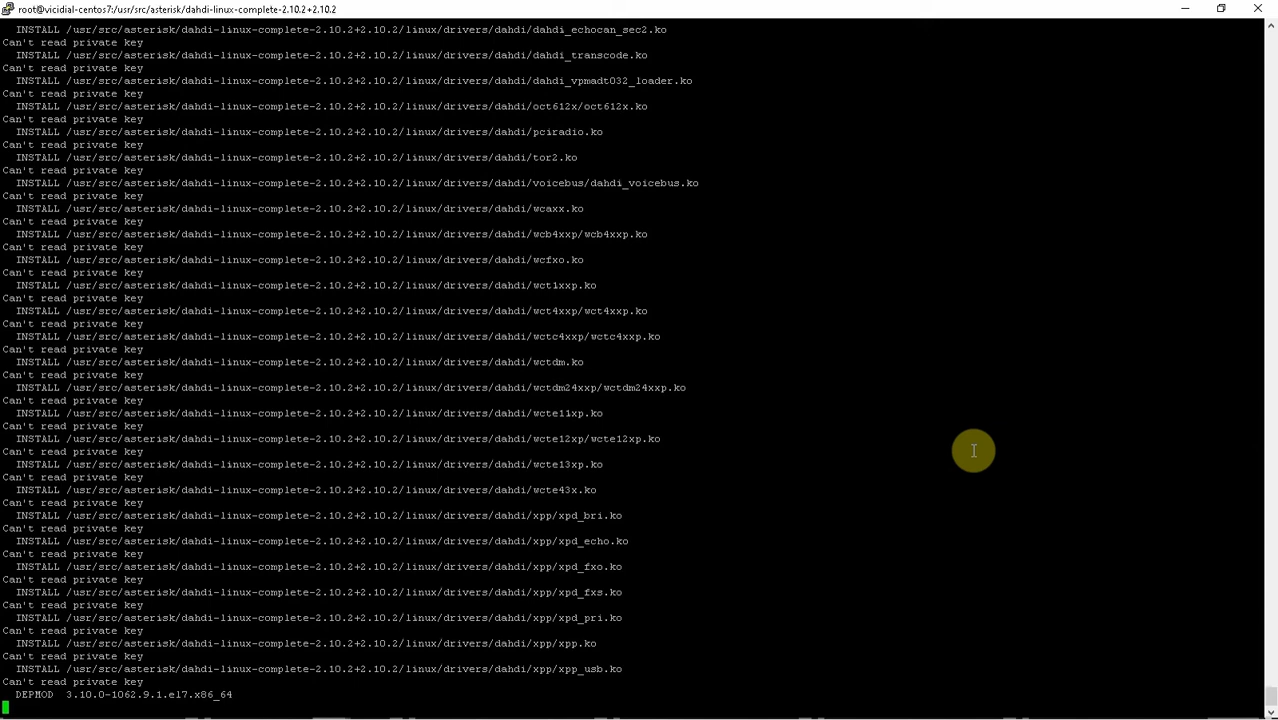 root@vicidial-centos7:/usr/src/asterisk/dahdi-linux-complete-2.10.2+2.10.2
INSTALL /usr/src/asterisk/dahdi-linux-complete-2.10.2+2.10.2/linux/drivers/dahdi/dahdi_echocan_sec2.ko
Can't read private key
INSTALL /usr/src/asterisk/dahdi-linux-complete-2.10.2+2.10.2/linux/drivers/dahdi/dahdi_transcode.ko
Can't read private key
INSTALL /usr/src/asterisk/dahdi-linux-complete-2.10.2+2.10.2/linux/drivers/dahdi/dahdi_vpmadt032_loader.ko
Can't read private key
INSTALL /usr/src/asterisk/dahdi-linux-complete-2.10.2+2.10.2/linux/drivers/dahdi/oct612x/oct612x.ko
Can't read private key
INSTALL /usr/src/asterisk/dahdi-linux-complete-2.10.2+2.10.2/linux/drivers/dahdi/pciradio.ko
Can't read private key
INSTALL /usr/src/asterisk/dahdi-linux-complete-2.10.2+2.10.2/linux/drivers/dahdi/tor2.ko
Can't read private key
INSTALL /usr/src/asterisk/dahdi-linux-complete-2.10.2+2.10.2/linux/drivers/dahdi/voicebus/dahdi_voicebus.ko
Can't read private key
INSTALL /usr/src/asterisk/dahdi-linux-complete-2.10.2+2.10.2/linux/drivers/dahdi/wcaxx.ko
Can't read private key
INSTALL /usr/src/asterisk/dahdi-linux-complete-2.10.2+2.10.2/linux/drivers/dahdi/wcb4xxp/wcb4xxp.ko
Can't read private key
INSTALL /usr/src/asterisk/dahdi-linux-complete-2.10.2+2.10.2/linux/drivers/dahdi/wcfxo.ko
Can't read private key
INSTALL /usr/src/asterisk/dahdi-linux-complete-2.10.2+2.10.2/linux/drivers/dahdi/wct1xxp.ko
Can't read private key
INSTALL /usr/src/asterisk/dahdi-linux-complete-2.10.2+2.10.2/linux/drivers/dahdi/wct4xxp/wct4xxp.ko
Can't read private key
INSTALL /usr/src/asterisk/dahdi-linux-complete-2.10.2+2.10.2/linux/drivers/dahdi/wctc4xxp/wctc4xxp.ko
Can't read private key
INSTALL /usr/src/asterisk/dahdi-linux-complete-2.10.2+2.10.2/linux/drivers/dahdi/wctdm.ko
Can't read private key
INSTALL /usr/src/asterisk/dahdi-linux-complete-2.10.2+2.10.2/linux/drivers/dahdi/wctdm24xxp/wctdm24xxp.ko
Can't read private key
INSTALL /usr/src/asterisk/dahdi-linux-complete-2.10.2+2.10.2/linux/drivers/dahdi/wcte11xp.ko
Can't read private key
INSTALL /usr/src/asterisk/dahdi-linux-complete-2.10.2+2.10.2/linux/drivers/dahdi/wcte12xp/wcte12xp.ko
Can't read private key
INSTALL /usr/src/asterisk/dahdi-linux-complete-2.10.2+2.10.2/linux/drivers/dahdi/wcte13xp.ko
Can't read private key
INSTALL /usr/src/asterisk/dahdi-linux-complete-2.10.2+2.10.2/linux/drivers/dahdi/wcte43x.ko
Can't read private key
INSTALL /usr/src/asterisk/dahdi-linux-complete-2.10.2+2.10.2/linux/drivers/dahdi/xpp/xpd_bri.ko
Can't read private key
INSTALL /usr/src/asterisk/dahdi-linux-complete-2.10.2+2.10.2/linux/drivers/dahdi/xpp/xpd_echo.ko
Can't read private key
INSTALL /usr/src/asterisk/dahdi-linux-complete-2.10.2+2.10.2/linux/drivers/dahdi/xpp/xpd_fxo.ko
Can't read private key
INSTALL /usr/src/asterisk/dahdi-linux-complete-2.10.2+2.10.2/linux/drivers/dahdi/xpp/xpd_fxs.ko
Can't read private key
INSTALL /usr/src/asterisk/dahdi-linux-complete-2.10.2+2.10.2/linux/drivers/dahdi/xpp/xpd_pri.ko
Can't read private key
INSTALL /usr/src/asterisk/dahdi-linux-complete-2.10.2+2.10.2/linux/drivers/dahdi/xpp/xpp.ko
Can't read private key
INSTALL /usr/src/asterisk/dahdi-linux-complete-2.10.2+2.10.2/linux/drivers/dahdi/xpp/xpp_usb.ko
Can't read private key
DEPMOD 3.10.0-1062.9.1.el7.x86_64